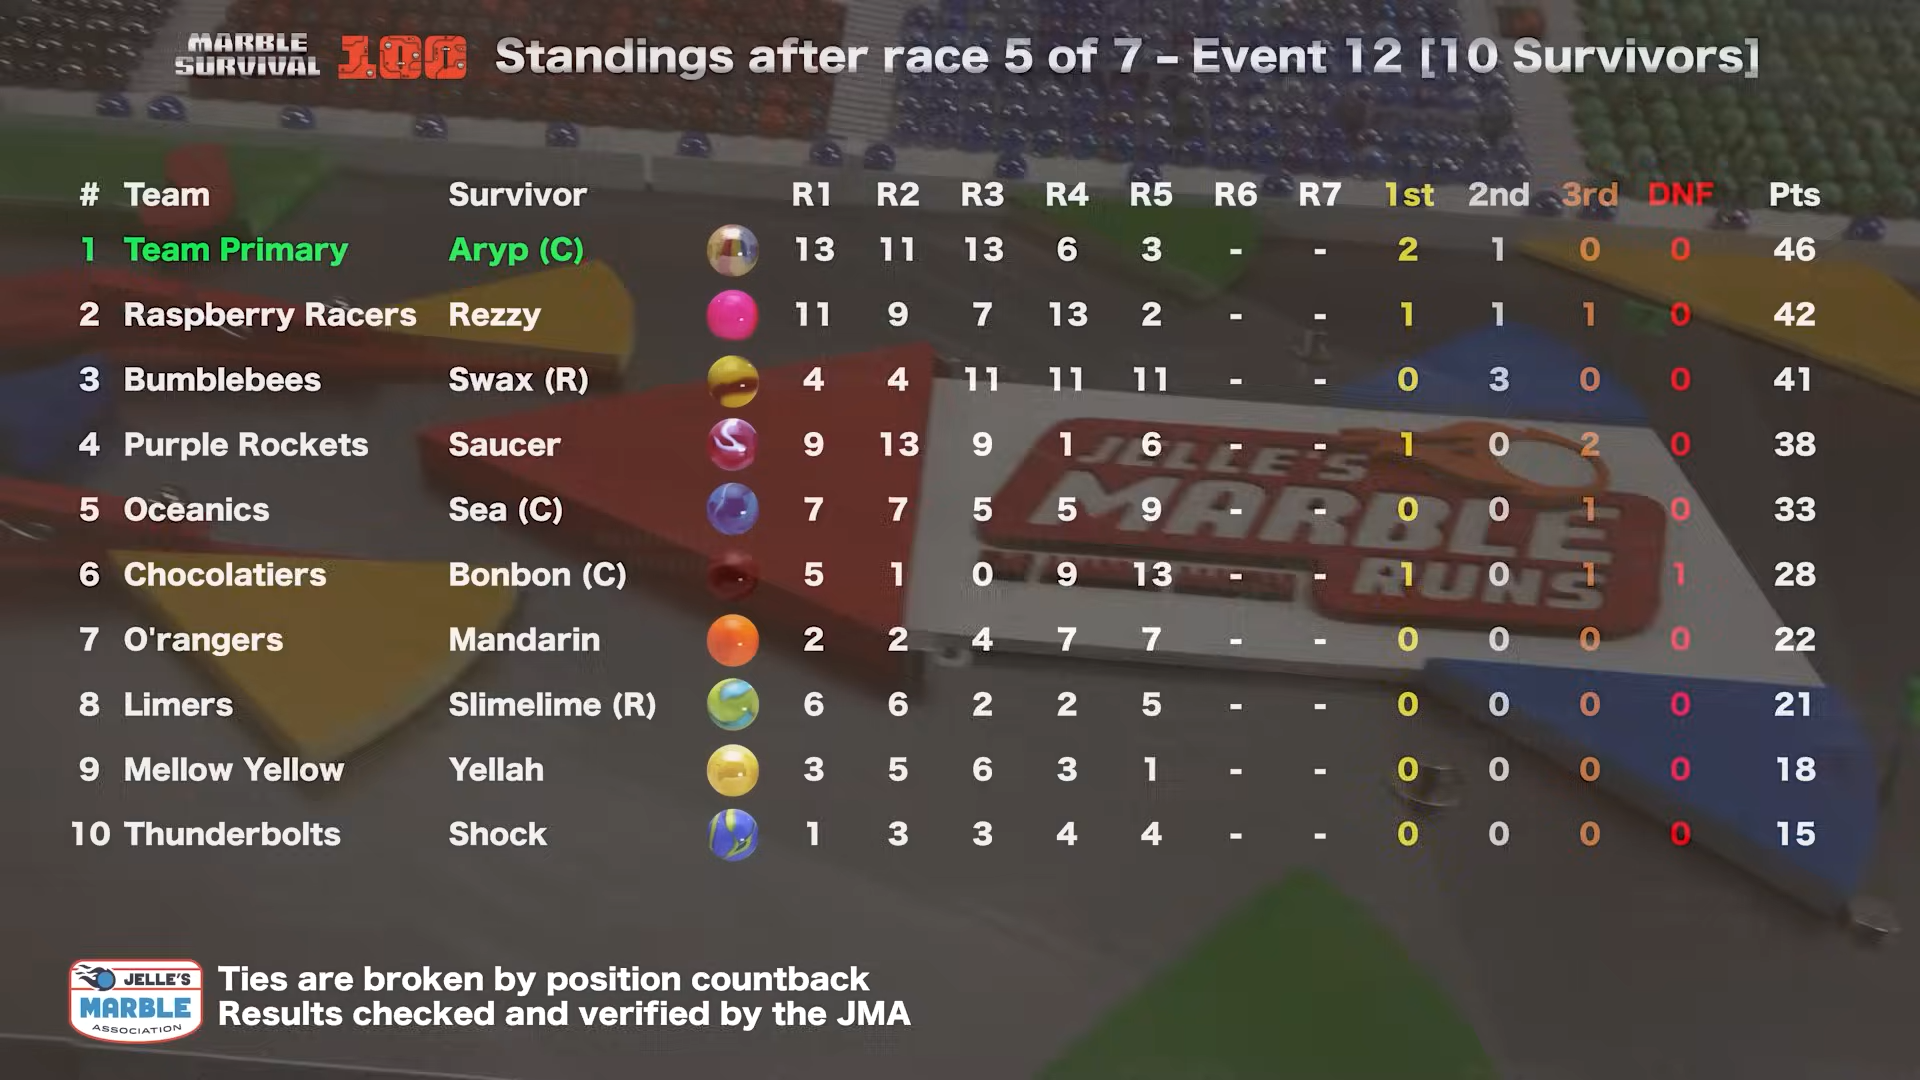 MARBLE SURVIVAL 100 Standings after race 5 of 7 – Event 12 [10 Survivors]
# Team Survivor R1 R2 R3 R4 R5 R6 R7 1st 2nd 3rd DNF Pts
1 Team Primary Aryp (C) 13 11 13 6 3 - - 2 1 0 0 46
2 Raspberry Racers Rezzy 11 9 7 13 2 - - 1 1 1 0 42
3 Bumblebees Swax (R) 4 4 11 11 11 - - 0 3 0 0 41
4 Purple Rockets Saucer 9 13 9 1 6 - - 1 0 2 0 38
5 Oceanics Sea (C) 7 7 5 5 9 - - 0 0 1 0 33
6 Chocolatiers Bonbon (C) 5 1 0 9 13 - - 1 0 1 1 28
7 O'rangers Mandarin 2 2 4 7 7 - - 0 0 0 0 22
8 Limers Slimelime (R) 6 6 2 2 5 - - 0 0 0 0 21
9 Mellow Yellow Yellah 3 5 6 3 1 - - 0 0 0 0 18
10 Thunderbolts Shock 1 3 3 4 4 - - 0 0 0 0 15
JELLE'S
MARBLE
RUNS
JELLE'S
MARBLE
ASSOCIATION
Ties are broken by position countback
Results checked and verified by the JMA